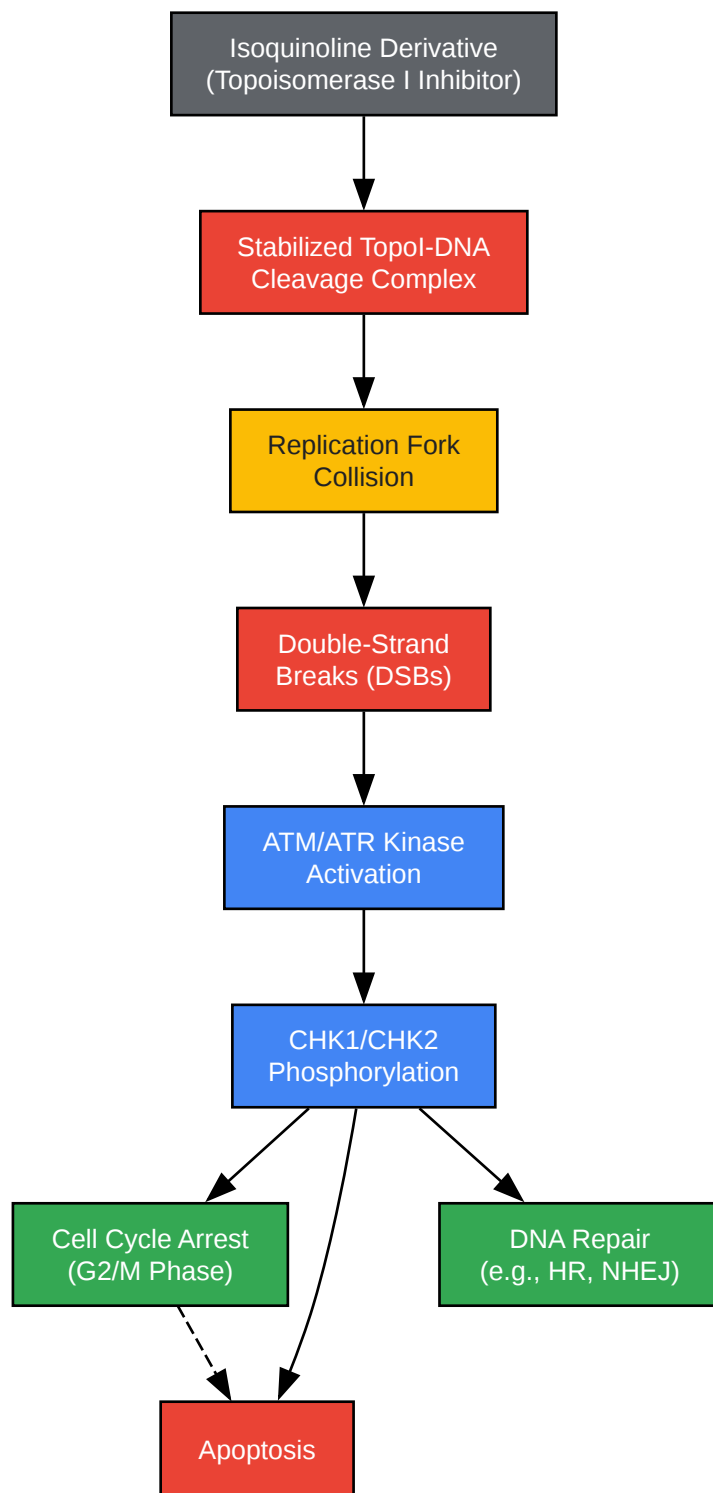 Isoquinoline Derivative
(Topoisomerase I Inhibitor)
Stabilized TopoI-DNA
Cleavage Complex
Replication Fork
Collision
Double-Strand
Breaks (DSBs)
ATM/ATR Kinase
Activation
CHK1/CHK2
Phosphorylation
Cell Cycle Arrest
(G2/M Phase)
DNA Repair
(e.g., HR, NHEJ)
Apoptosis